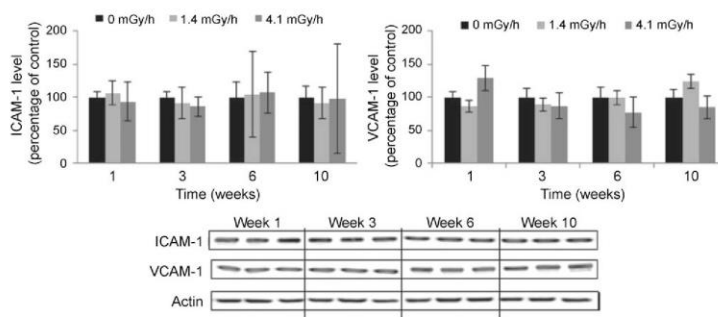 ■ 0 mGy/h ■ 1.4 mGy/h ■ 4.1 mGy/h
ICAM-1 level
(percentage of control)
200
150
100
50
0
1 3 6 10
Time (weeks)
■ 0 mGy/h ■ 1.4 mGy/h ■ 4.1 mGy/h
VCAM-1 level
(percentage of control)
200
150
100
50
0
1 3 6 10
Time (weeks)
Week 1 Week 3 Week 6 Week 10
ICAM-1
VCAM-1
Actin